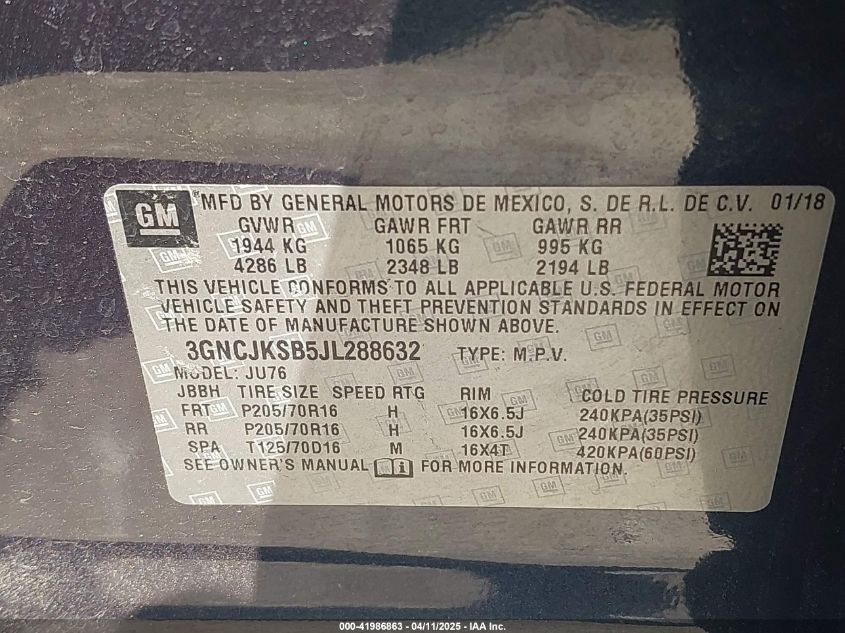 GM ® MFD BY GENERAL MOTORS DE MEXICO, S. DE R.L. DE C.V. 01/18
GVWR GAWR FRT GAWR RR
1944 KG 1065 KG 995 KG
4286 LB 2348 LB 2194 LB
THIS VEHICLE CONFORMS TO ALL APPLICABLE U.S. FEDERAL MOTOR
VEHICLE SAFETY AND THEFT PREVENTION STANDARDS IN EFFECT ON
THE DATE OF MANUFACTURE SHOWN ABOVE.
3GNCJKSB5JL288632 TYPE: M.P.V.
MODEL: JU76
JBBH TIRE SIZE SPEED RTG RIM COLD TIRE PRESSURE
FRT P205/70R16 H 16X6.5J 240KPA(35PSI)
RR P205/70R16 H 16X6.5J 240KPA(35PSI)
SPA T125/70D16 M 16X4T 420KPA(60PSI)
SEE OWNER'S MANUAL FOR MORE INFORMATION.
000-41986863 - 04/11/2025 - IAA Inc.